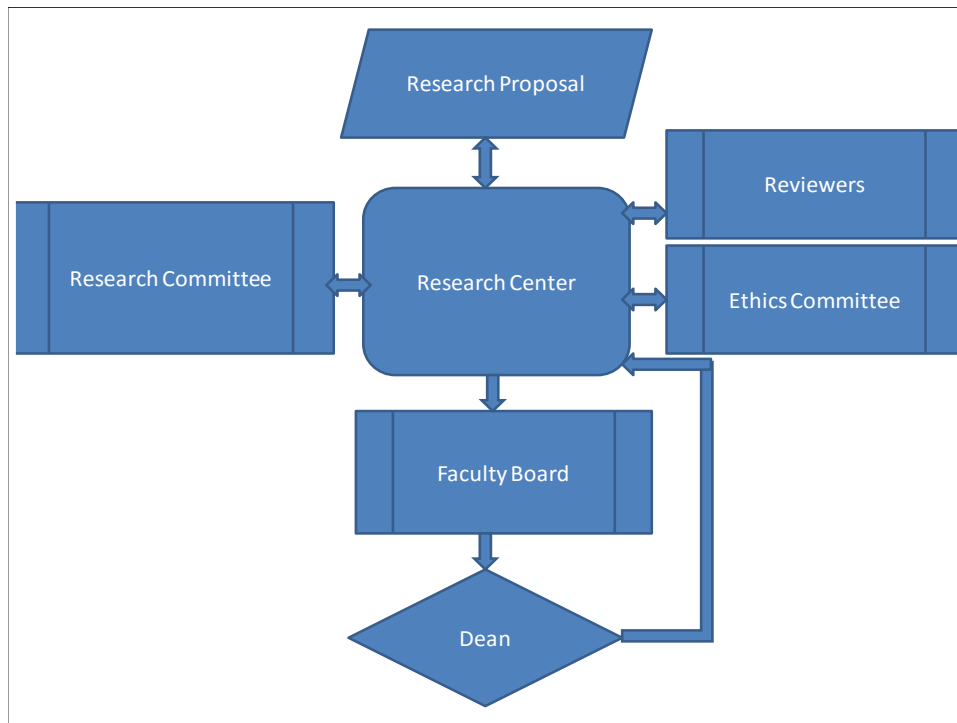 Research Proposal
Reviewers
Research Committee
Research Center
Ethics Committee
Faculty Board
Dean